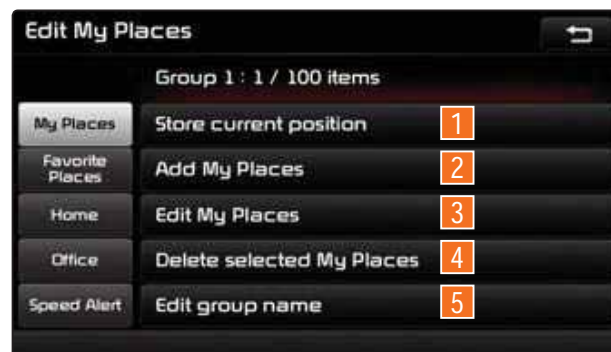 Edit My Places
Group 1 : 1 / 100 items
My Places
Store current position 1
Favorite
Places
Add My Places 2
Home
Edit My Places 3
Office
Delete selected My Places 4
Speed Alert
Edit group name 5